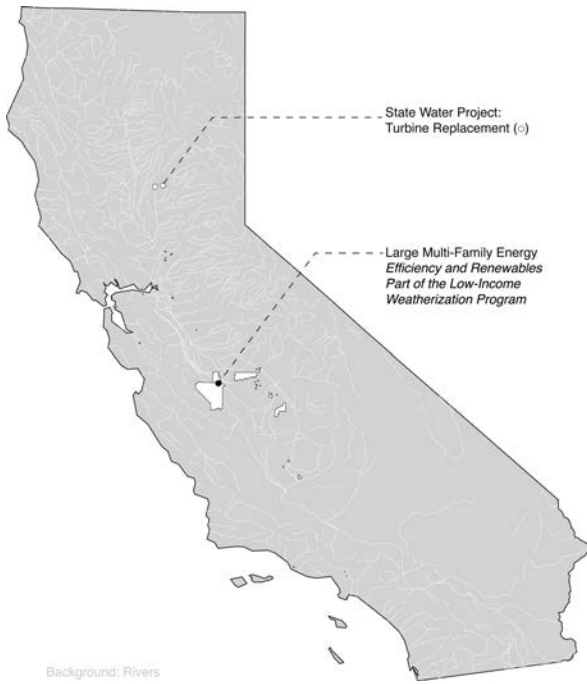 State Water Project:
Turbine Replacement (○)
Large Multi-Family Energy
Efficiency and Renewables
Part of the Low-Income
Weatherization Program
Background: Rivers